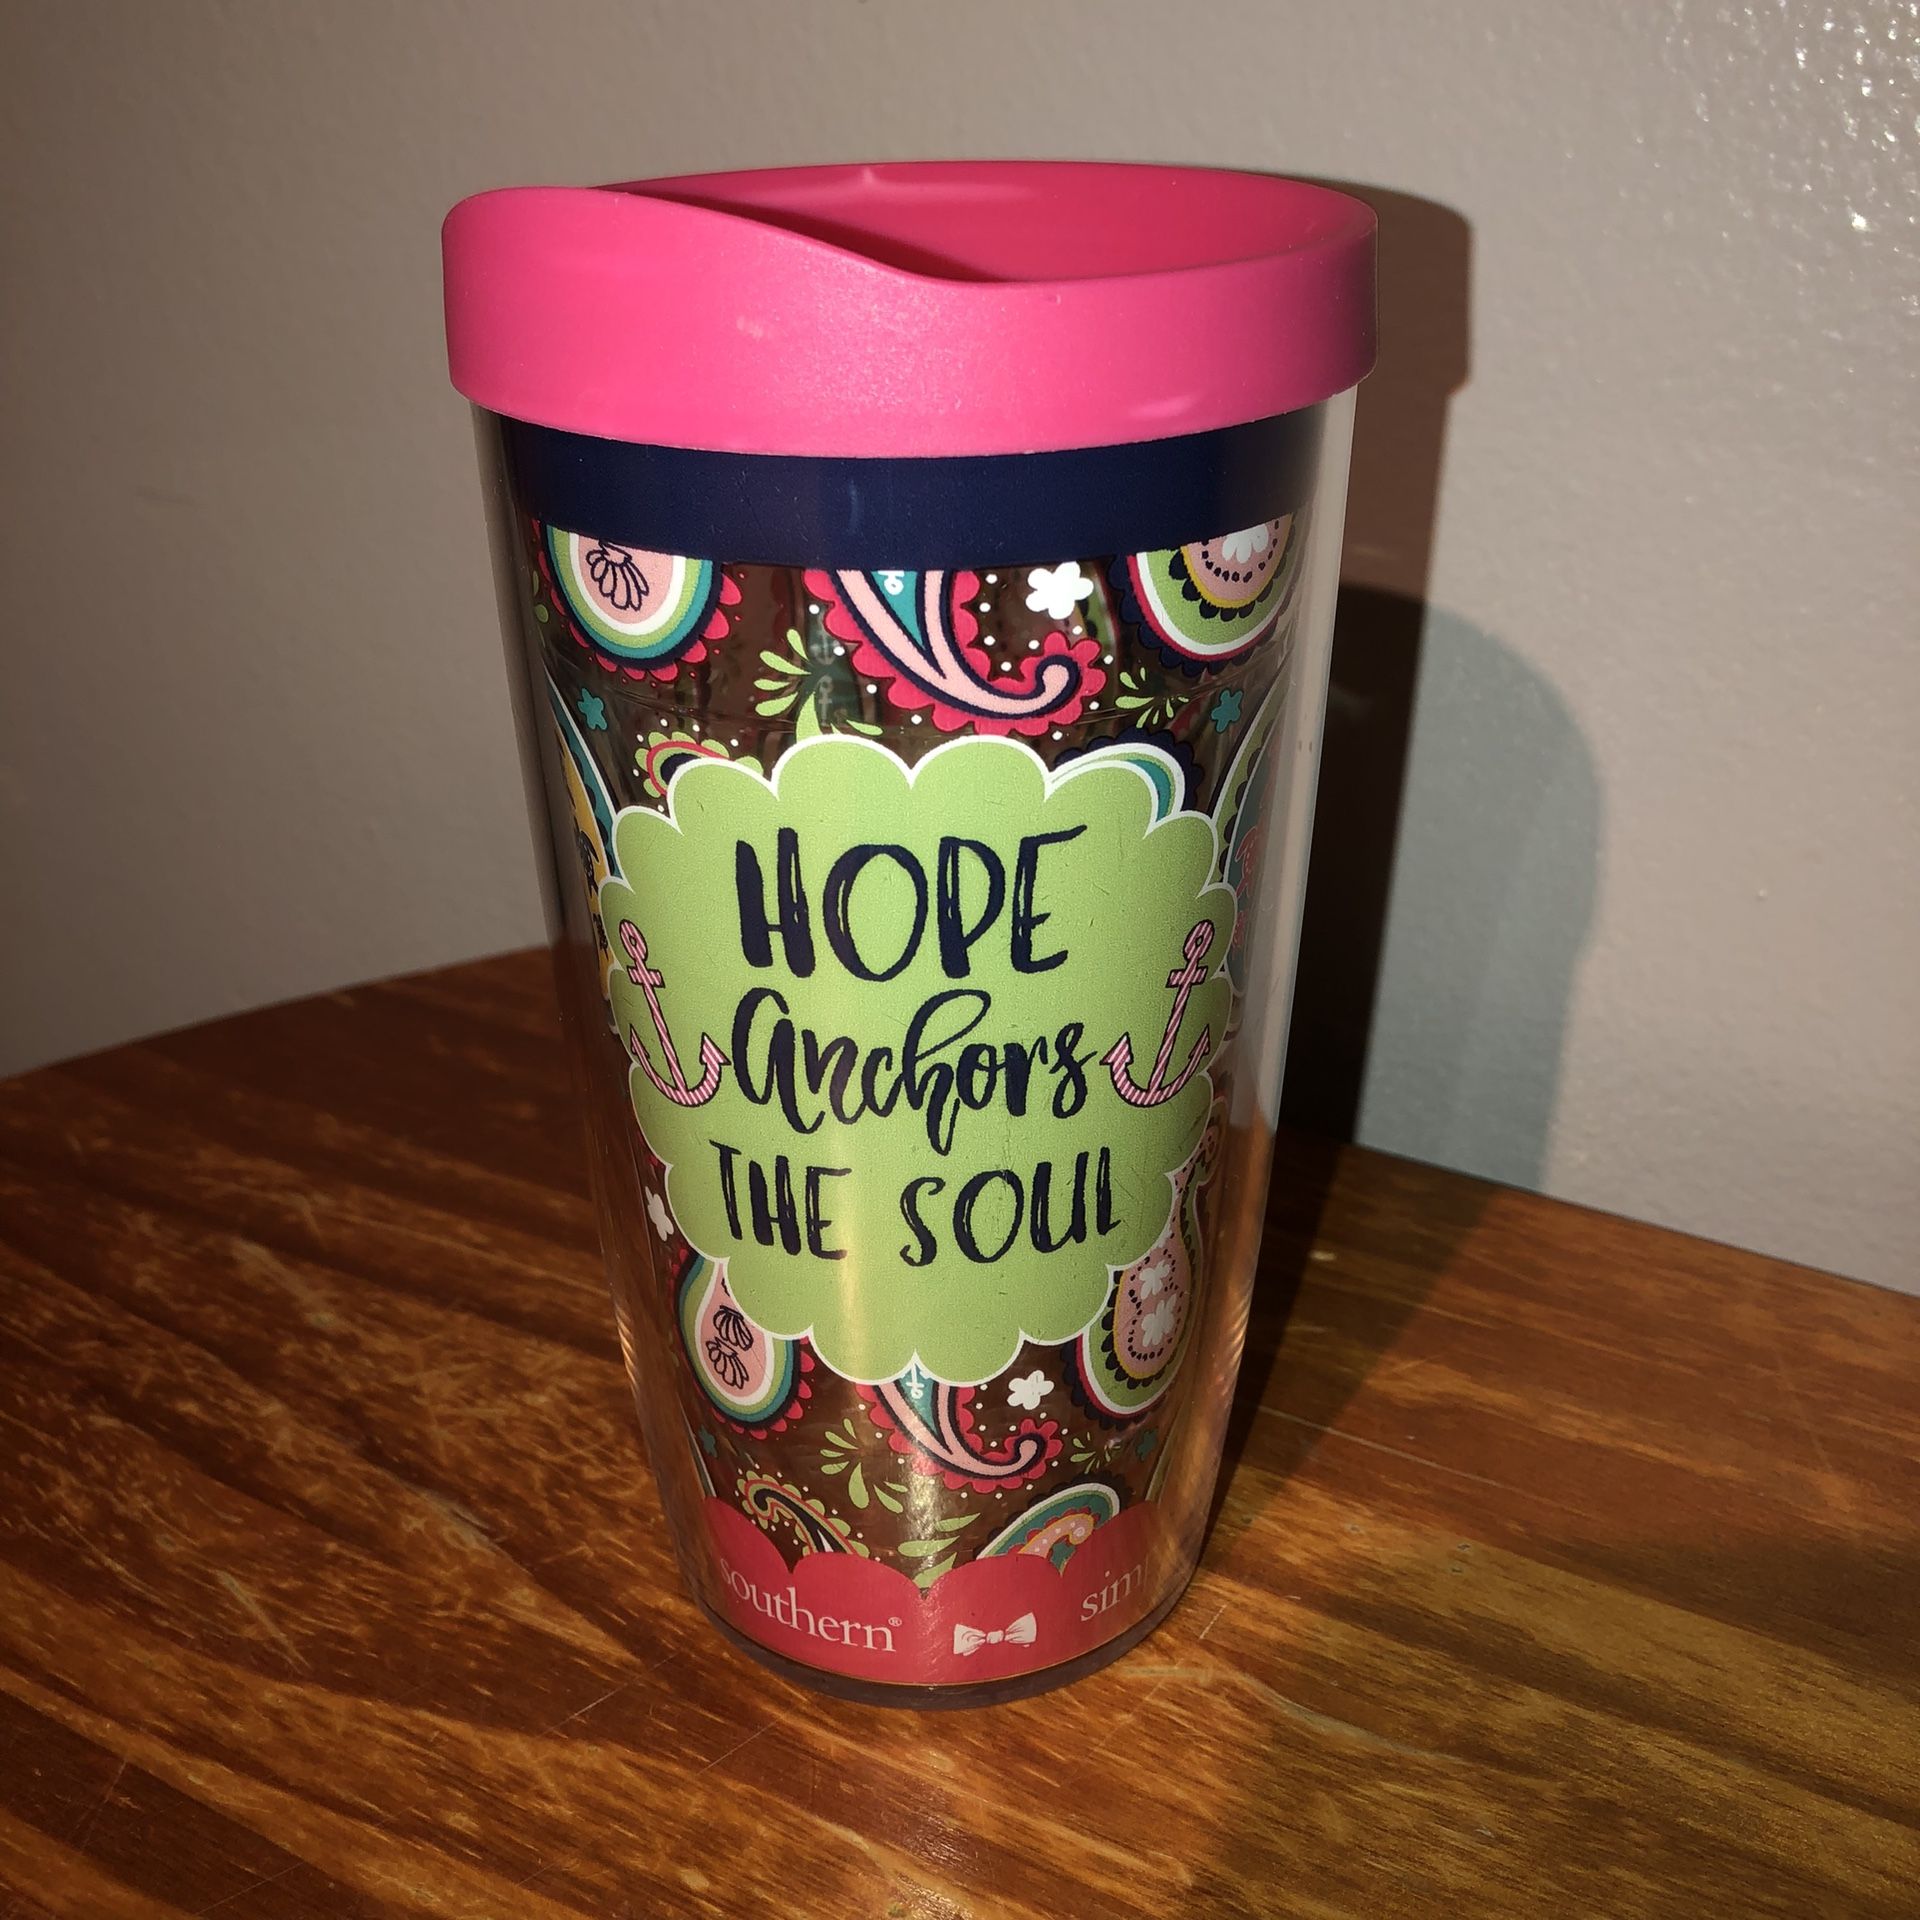 HOPE
anchors
THE SOUL
southern®